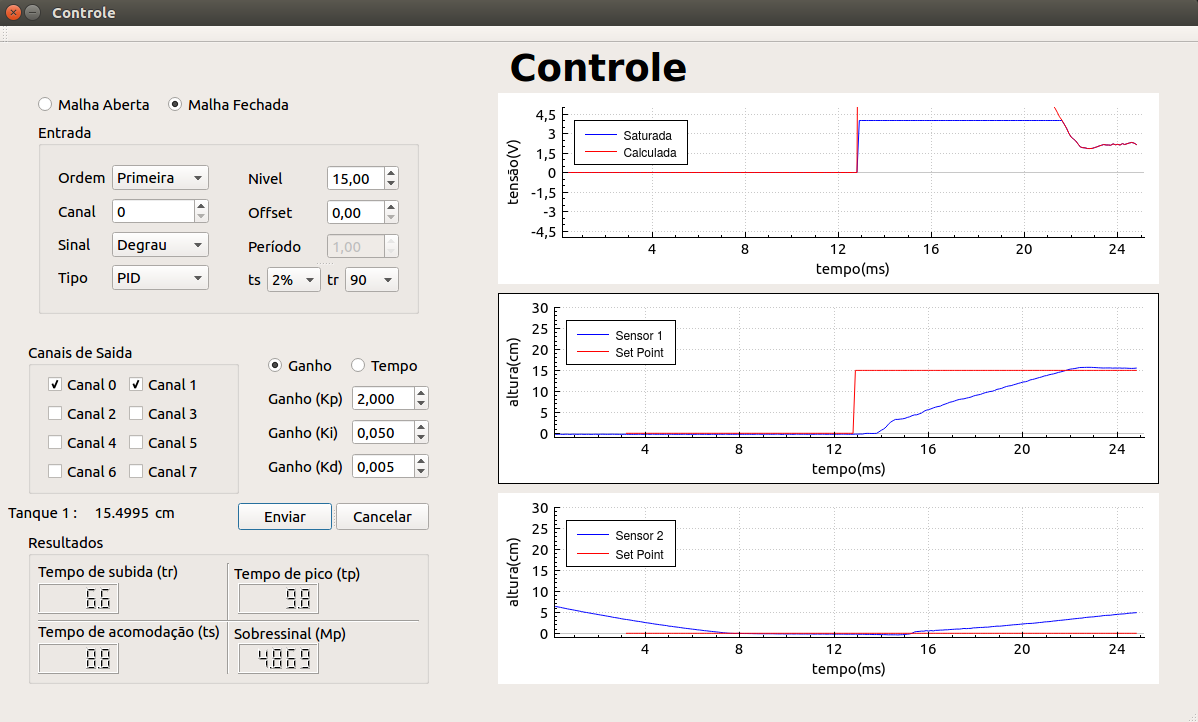 Controle
Controle
Malha Aberta Malha Fechada
Entrada
Ordem Primeira Nivel 15,00
Canal 0 Offset 0,00
Sinal Degrau Período 1,00
Tipo PID ts 2% tr 90
Canais de Saida
Canal 0 Canal 1
Canal 2 Canal 3
Canal 4 Canal 5
Canal 6 Canal 7
Ganho Tempo
Ganho (Kp) 2,000
Ganho (Ki) 0,050
Ganho (Kd) 0,005
Tanque 1 : 15.4995 cm
Enviar Cancelar
Resultados
Tempo de subida (tr) Tempo de pico (tp)
6.6 9.8
Tempo de acomodação (ts) Sobressinal (Mp)
8.8 4.869
tensão(V)
4,5
3
1,5
0
-1,5
-3
-4,5
Saturada
Calculada
4 8 12 16 20 24
tempo(ms)
altura(cm)
30
25
20
15
10
5
0
Sensor 1
Set Point
4 8 12 16 20 24
tempo(ms)
altura(cm)
30
25
20
15
10
5
0
Sensor 2
Set Point
4 8 12 16 20 24
tempo(ms)